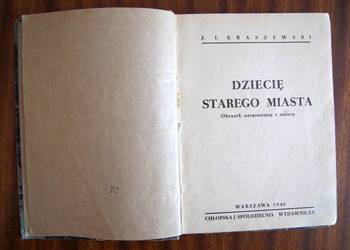 J. I. KRASZEWSKI
DZIECIĘ
STAREGO MIASTA
Obrazek narysowany z natury
WARSZAWA 1946
CHŁOPSKA SPÓŁDZIELNIA WYDAWNICZA